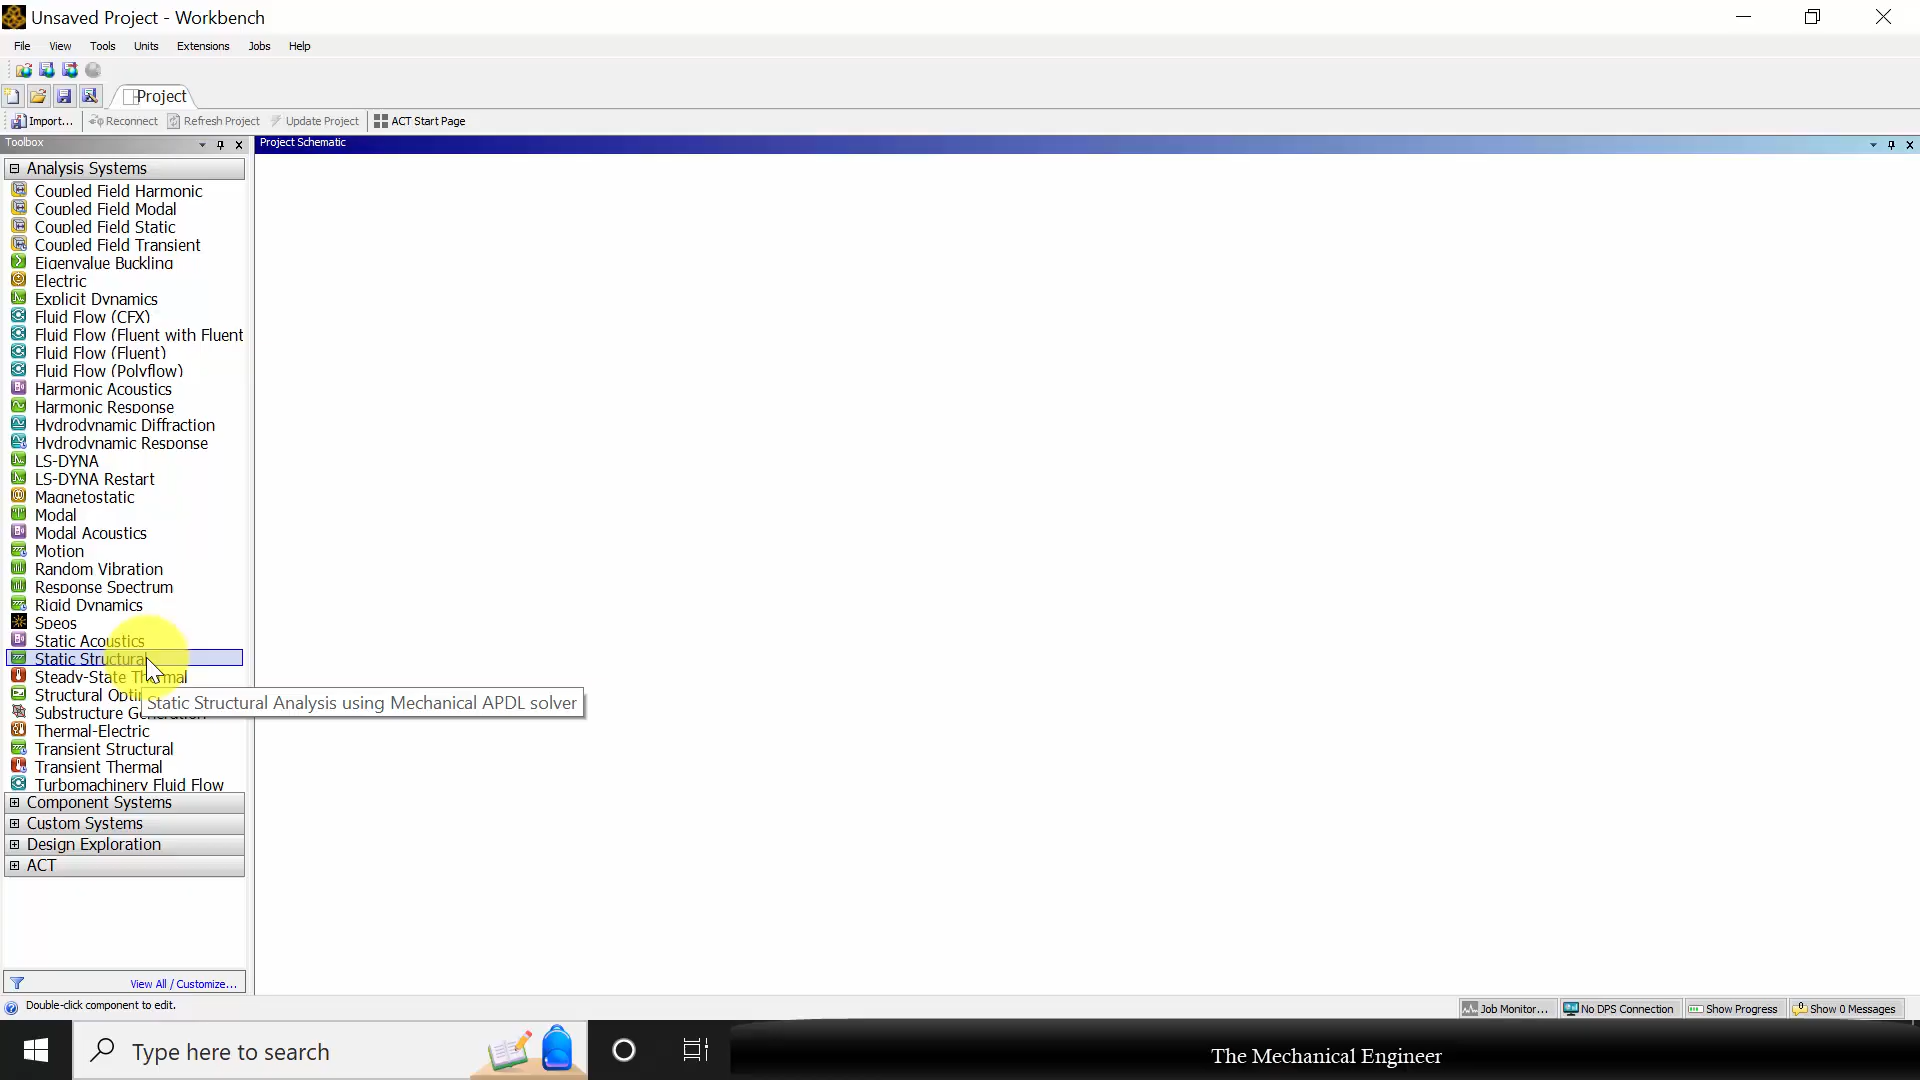 Unsaved Project - Workbench
File View Tools Units Extensions Jobs Help
Project
Import... Reconnect Refresh Project Update Project ACT Start Page
Toolbox
Project Schematic
Analysis Systems
Coupled Field Harmonic
Coupled Field Modal
Coupled Field Static
Coupled Field Transient
Eigenvalue Buckling
Electric
Explicit Dynamics
Fluid Flow (CFX)
Fluid Flow (Fluent with Fluent
Fluid Flow (Fluent)
Fluid Flow (Polyflow)
Harmonic Acoustics
Harmonic Response
Hydrodynamic Diffraction
Hydrodynamic Response
LS-DYNA
LS-DYNA Restart
Magnetostatic
Modal
Modal Acoustics
Motion
Random Vibration
Response Spectrum
Rigid Dynamics
Speos
Static Acoustics
Static Structural
Steady-State Thermal
Structural Opti
Static Structural Analysis using Mechanical APDL solver
Substructure Generation
Thermal-Electric
Transient Structural
Transient Thermal
Turbomachinery Fluid Flow
Component Systems
Custom Systems
Design Exploration
ACT
View All / Customize...
Double-click component to edit.
Job Monitor... No DPS Connection Show Progress Show 0 Messages
Type here to search
The Mechanical Engineer